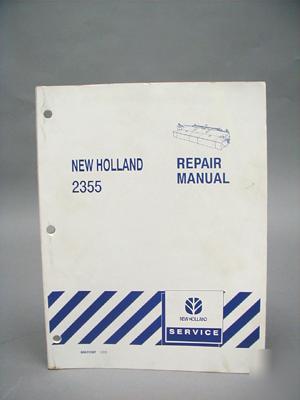 NEW HOLLAND
2355
REPAIR
MANUAL
NEW HOLLAND
SERVICE